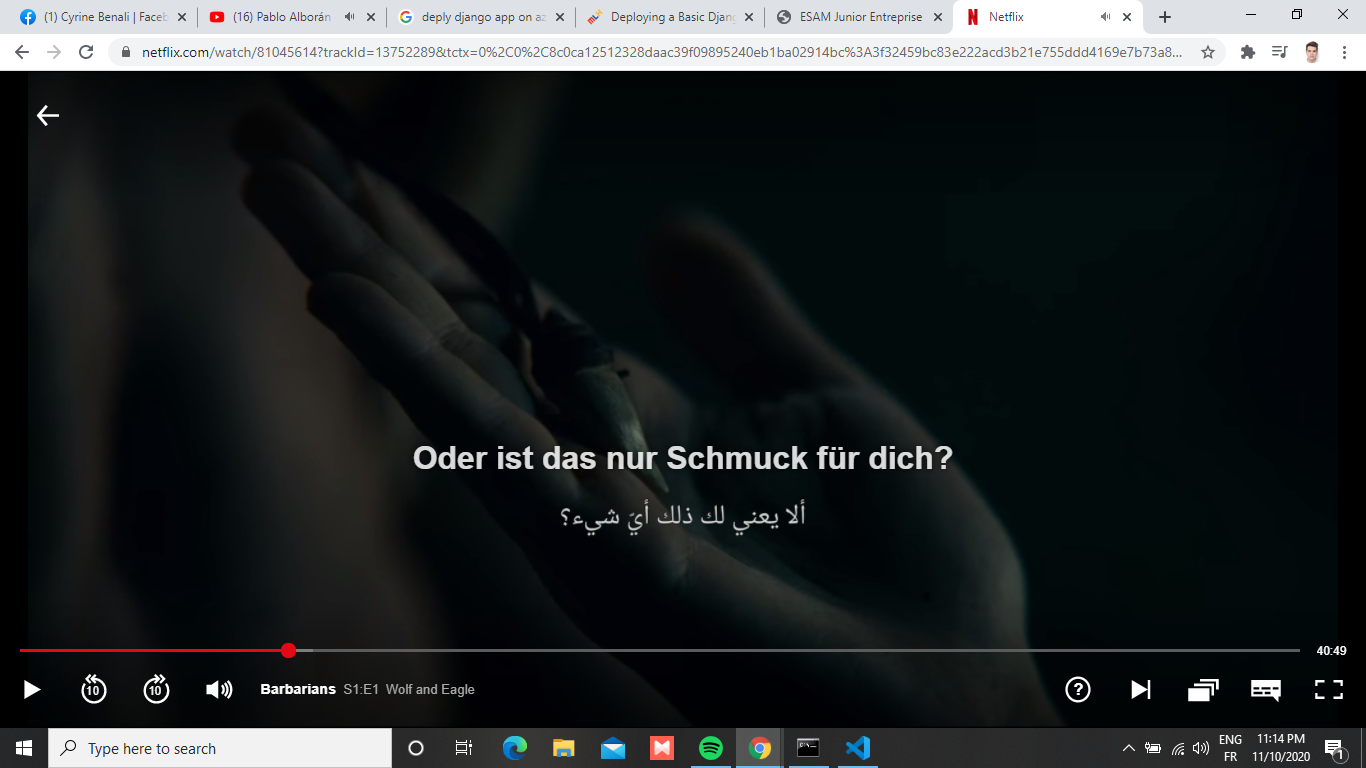 (1) Cyrine Benali | Faceb
(16) Pablo Alborán
deply django app on az
Deploying a Basic Djang
ESAM Junior Entreprise
Netflix
netflix.com/watch/81045614?trackId=13752289&tctx=0%2C0%2C8c0ca12512328daac39f09895240eb1ba02914bc%3A3f32459bc83e222acd3b21e755ddd4169e7b73a8...
Oder ist das nur Schmuck für dich?
ألا يعني لك ذلك أيّ شيء؟
40:49
10
10
Barbarians S1:E1 Wolf and Eagle
Type here to search
ENG
FR
11:14 PM
11/10/2020
1